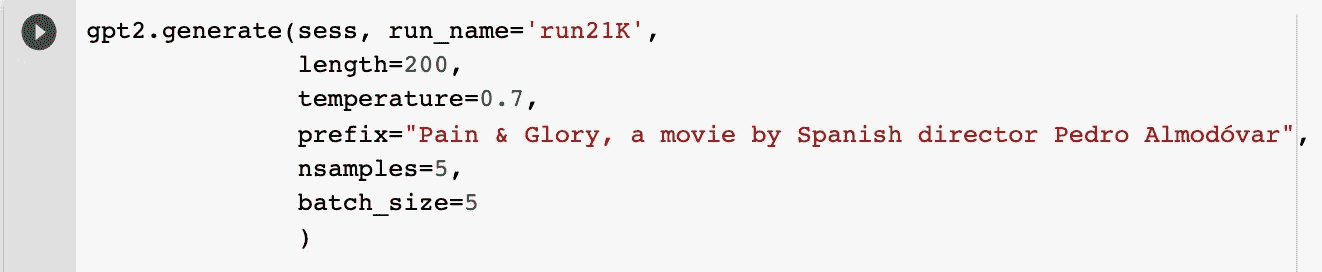 gpt2.generate(sess, run_name='run21K',
length=200,
temperature=0.7,
prefix="Pain & Glory, a movie by Spanish director Pedro Almodóvar",
nsamples=5,
batch_size=5
)